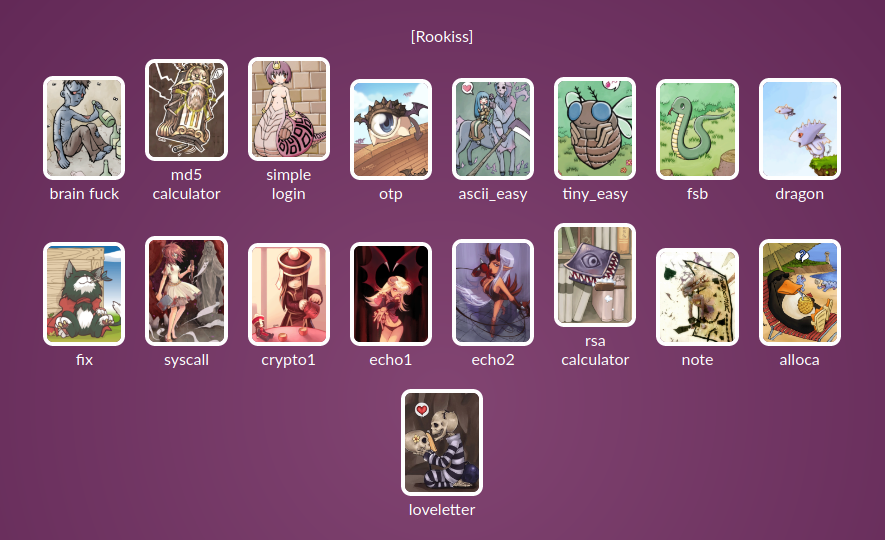 [Rookiss]
brain fuck
md5
calculator
simple
login
otp
ascii_easy
tiny_easy
fsb
dragon
fix
syscall
crypto1
echo1
echo2
rsa
calculator
note
alloca
loveletter